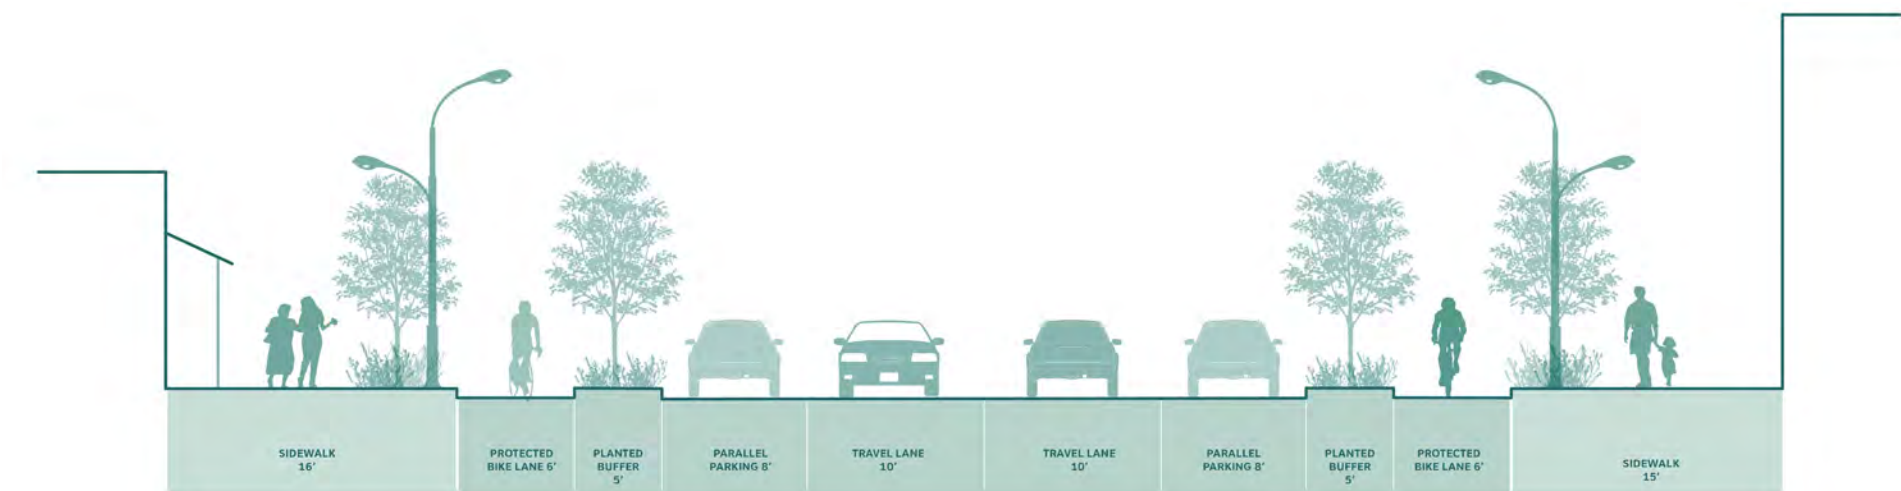 SIDEWALK
16'
PROTECTED
BIKE LANE 6'
PLANTED
BUFFER
5'
PARALLEL
PARKING 8'
TRAVEL LANE
10'
TRAVEL LANE
10'
PARALLEL
PARKING 8'
PLANTED
BUFFER
5'
PROTECTED
BIKE LANE 6'
SIDEWALK
15'